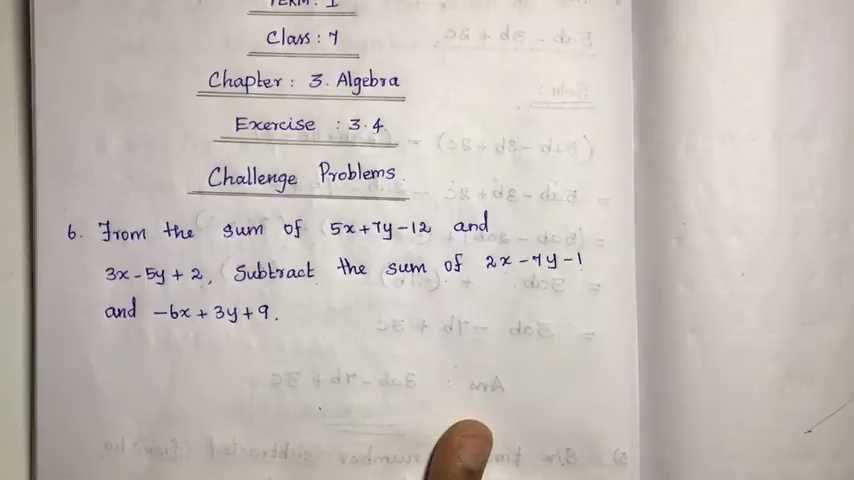 TERM: I
Class: 7
Chapter: 3. Algebra
Exercise: 3.4
Challenge Problems.
6. From the sum of 5x+7y-12 and
3x-5y+2, Subtract the sum of 2x-7y-1
and -6x+3y+9.